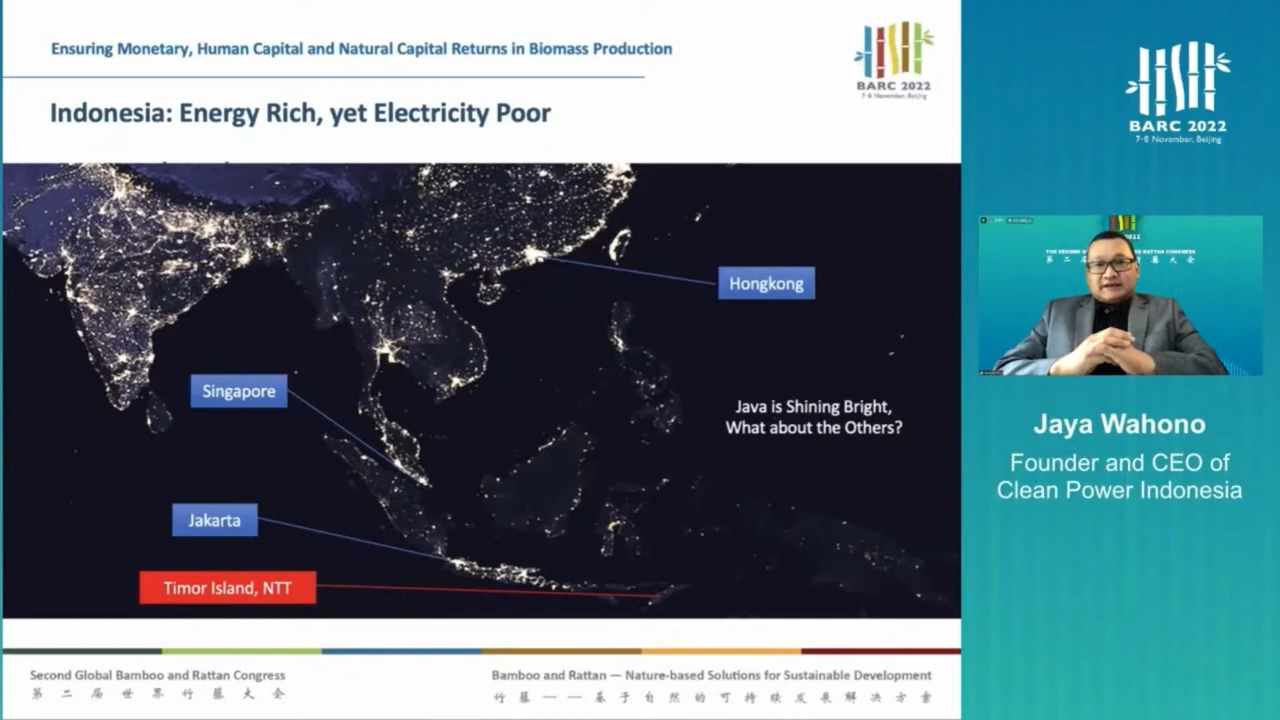 Ensuring Monetary, Human Capital and Natural Capital Returns in Biomass Production
BARC 2022
7-8 November, Beijing
Indonesia: Energy Rich, yet Electricity Poor
Hongkong
Singapore
Java is Shining Bright,
What about the Others?
Jakarta
Timor Island, NTT
Second Global Bamboo and Rattan Congress
第二届世界竹藤大会
Bamboo and Rattan — Nature-based Solutions for Sustainable Development
竹藤——基于自然的可持续发展解决方案
BARC 2022
7-8 November, Beijing
Jaya Wahono
Founder and CEO of
Clean Power Indonesia